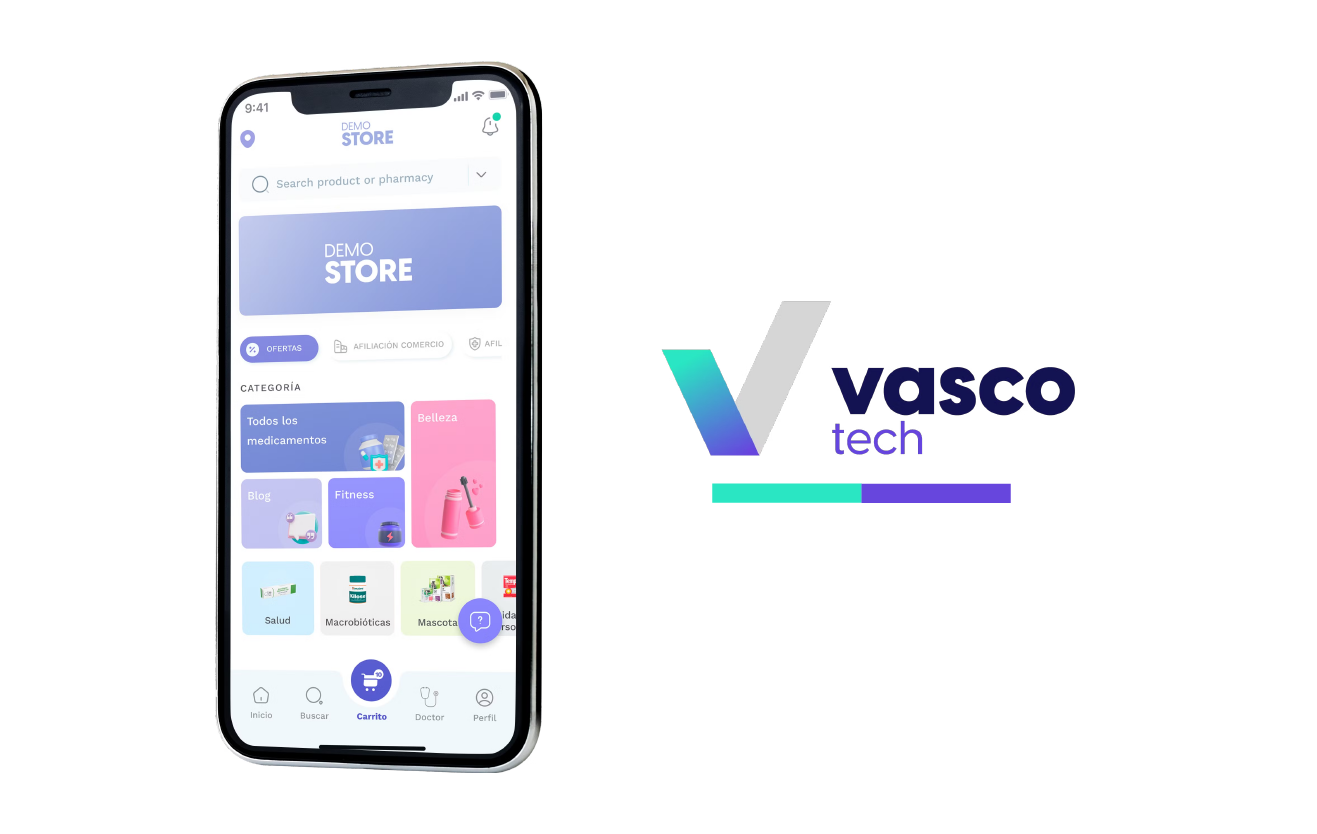 9:41
DEMO
STORE
Search product or pharmacy
DEMO
STORE
OFERTAS
AFILIACIÓN COMERCIO
AFIL
CATEGORÍA
Todos los
medicamentos
Belleza
Blog
Fitness
Salud
Macrobióticas
Mascota
Inicio
Buscar
10
Carrito
Doctor
Perfil
vasco
tech